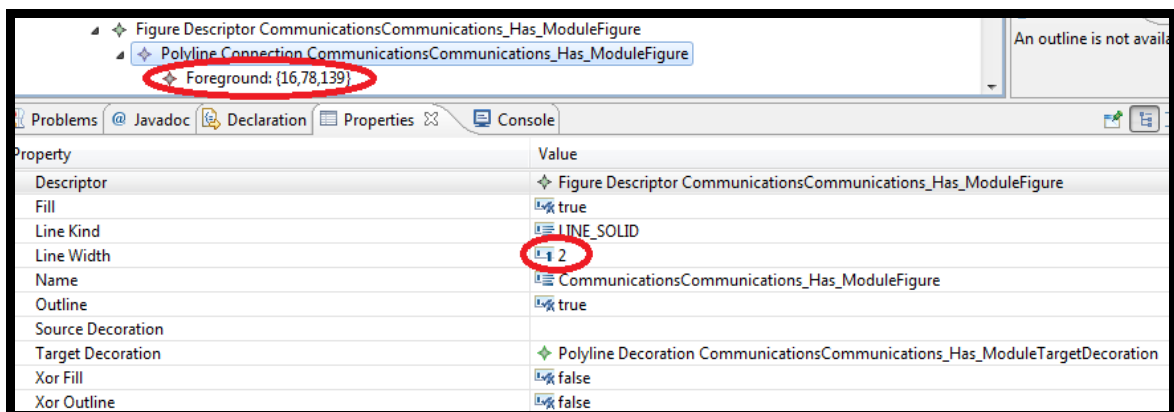 Figure Descriptor CommunicationsCommunications_Has_ModuleFigure
Polyline Connection CommunicationsCommunications_Has_ModuleFigure
Foreground: {16,78,139}
An outline is not availa
Problems @ Javadoc Declaration Properties Console
Property Value
Descriptor Figure Descriptor CommunicationsCommunications_Has_ModuleFigure
Fill true
Line Kind LINE_SOLID
Line Width 2
Name CommunicationsCommunications_Has_ModuleFigure
Outline true
Source Decoration
Target Decoration Polyline Decoration CommunicationsCommunications_Has_ModuleTargetDecoration
Xor Fill false
Xor Outline false